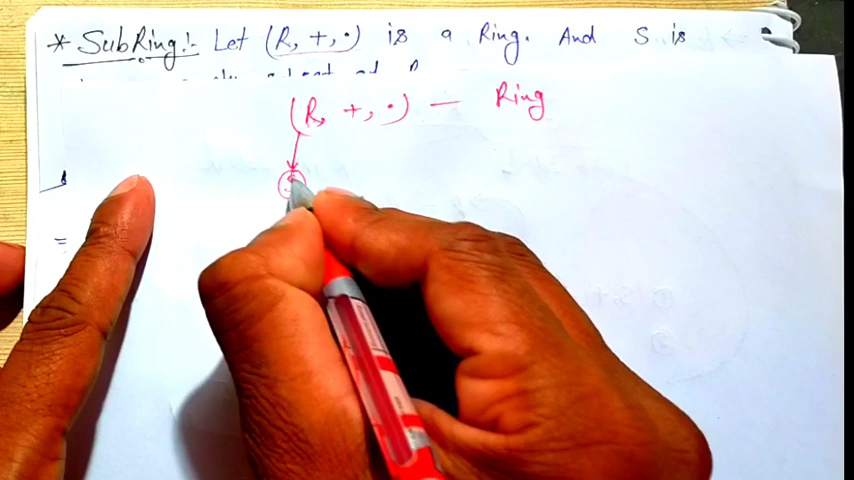 * SubRing:- Let (R, +, •) is a Ring. And S is
(R, +, •) — Ring
=